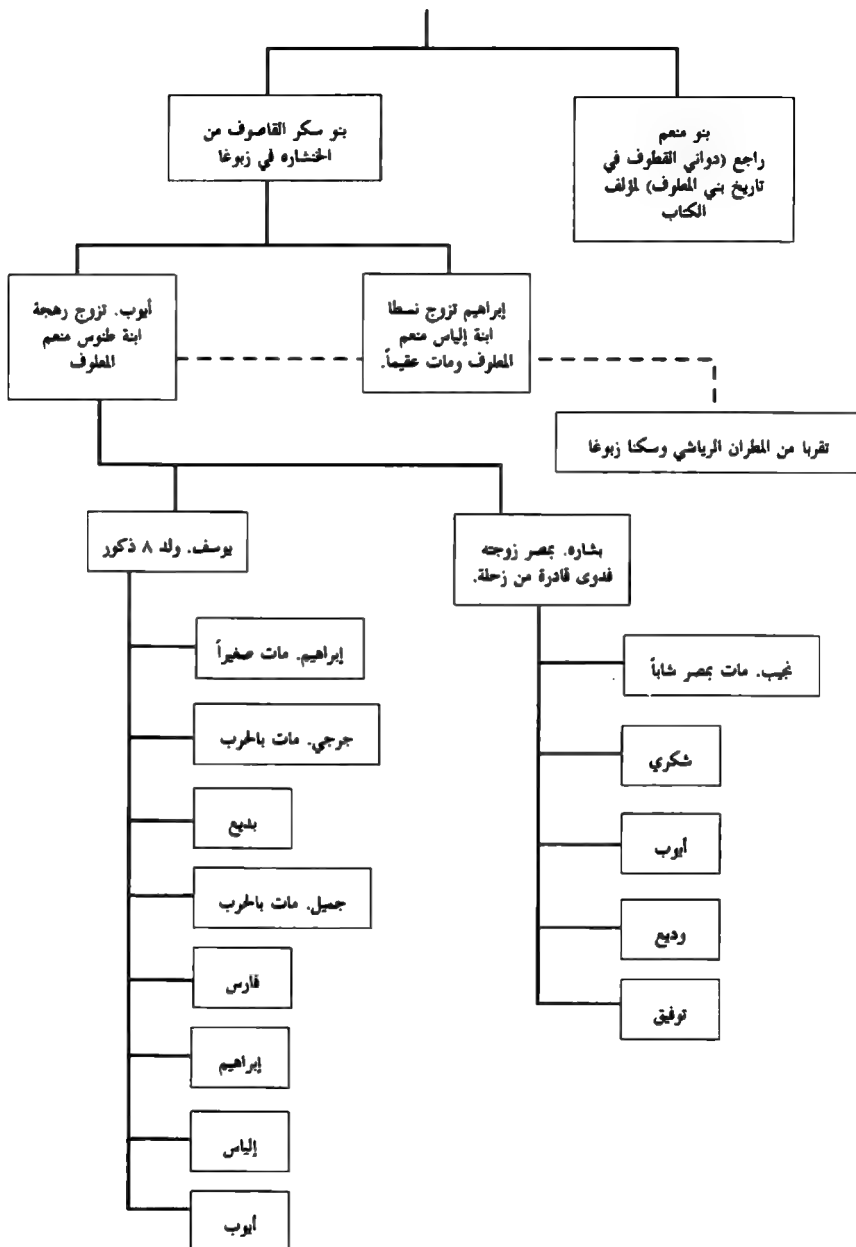 بنو منعم
راجع (دواني القطوف في
تاريخ بني المعلوف) لمؤلف
الكتاب
بنو سكر القاصوف من
الخنشاره في زبوغا
إبراهيم تزوج نسطا
ابنة إلياس منعم
المعلوف ومات عقيماً.
أيوب. تزوج رهجة
ابنة طنوس منعم
المعلوف
تقربا من المطران الرياشي وسكنا زبوغا
بشاره. بمصر زوجته
فدوى قادرة من زحلة.
يوسف. ولد ٨ ذكور
نجيب. مات بمصر شاباً
شكري
أيوب
وديع
توفيق
إبراهيم. مات صغيراً
جرجي. مات بالحرب
بديع
جميل. مات بالحرب
فارس
إبراهيم
إلياس
أيوب